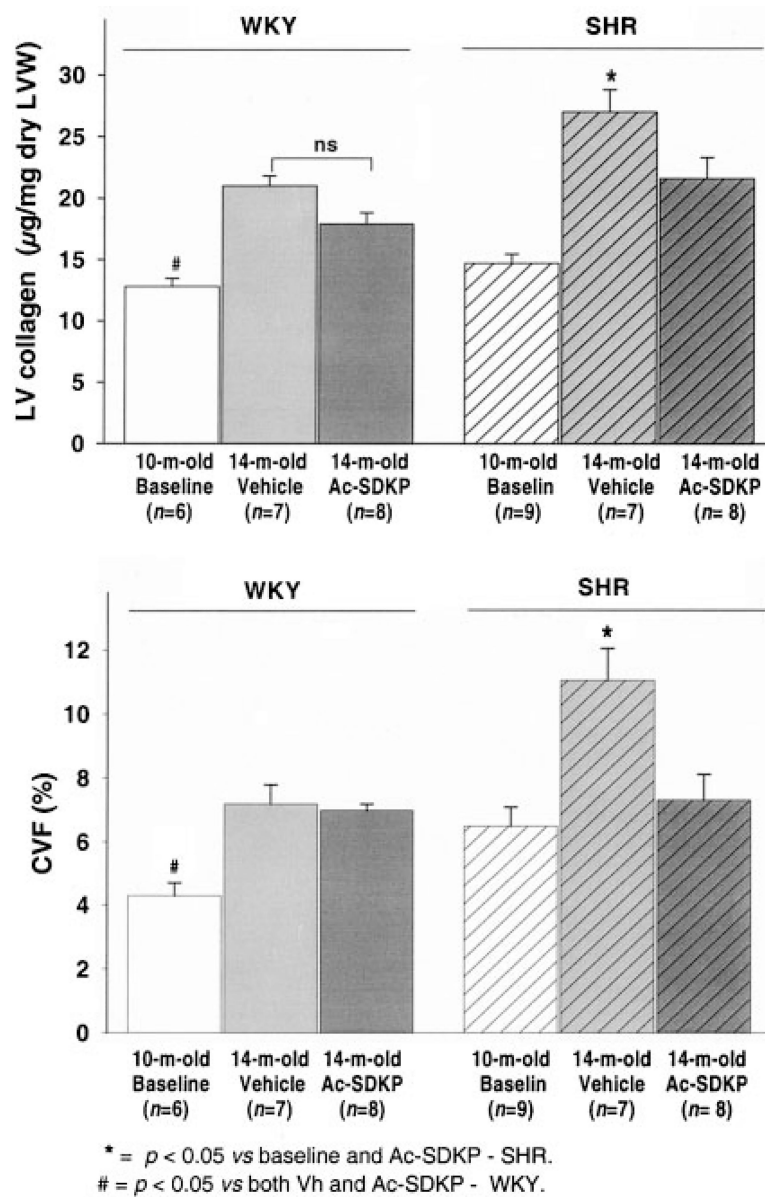 WKY
SHR
LV collagen (µg/mg dry LVW)
30
25
20
15
10
5
0
#
ns
*
10-m-old
Baseline
(n=6)
14-m-old
Vehicle
(n=7)
14-m-old
Ac-SDKP
(n=8)
10-m-old
Baselin
(n=9)
14-m-old
Vehicle
(n=7)
14-m-old
Ac-SDKP
(n= 8)
WKY
SHR
CVF (%)
12
10
8
6
4
2
0
#
*
10-m-old
Baseline
(n=6)
14-m-old
Vehicle
(n=7)
14-m-old
Ac-SDKP
(n=8)
10-m-old
Baselin
(n=9)
14-m-old
Vehicle
(n=7)
14-m-old
Ac-SDKP
(n= 8)
* = p < 0.05 vs baseline and Ac-SDKP - SHR.
# = p < 0.05 vs both Vh and Ac-SDKP - WKY.